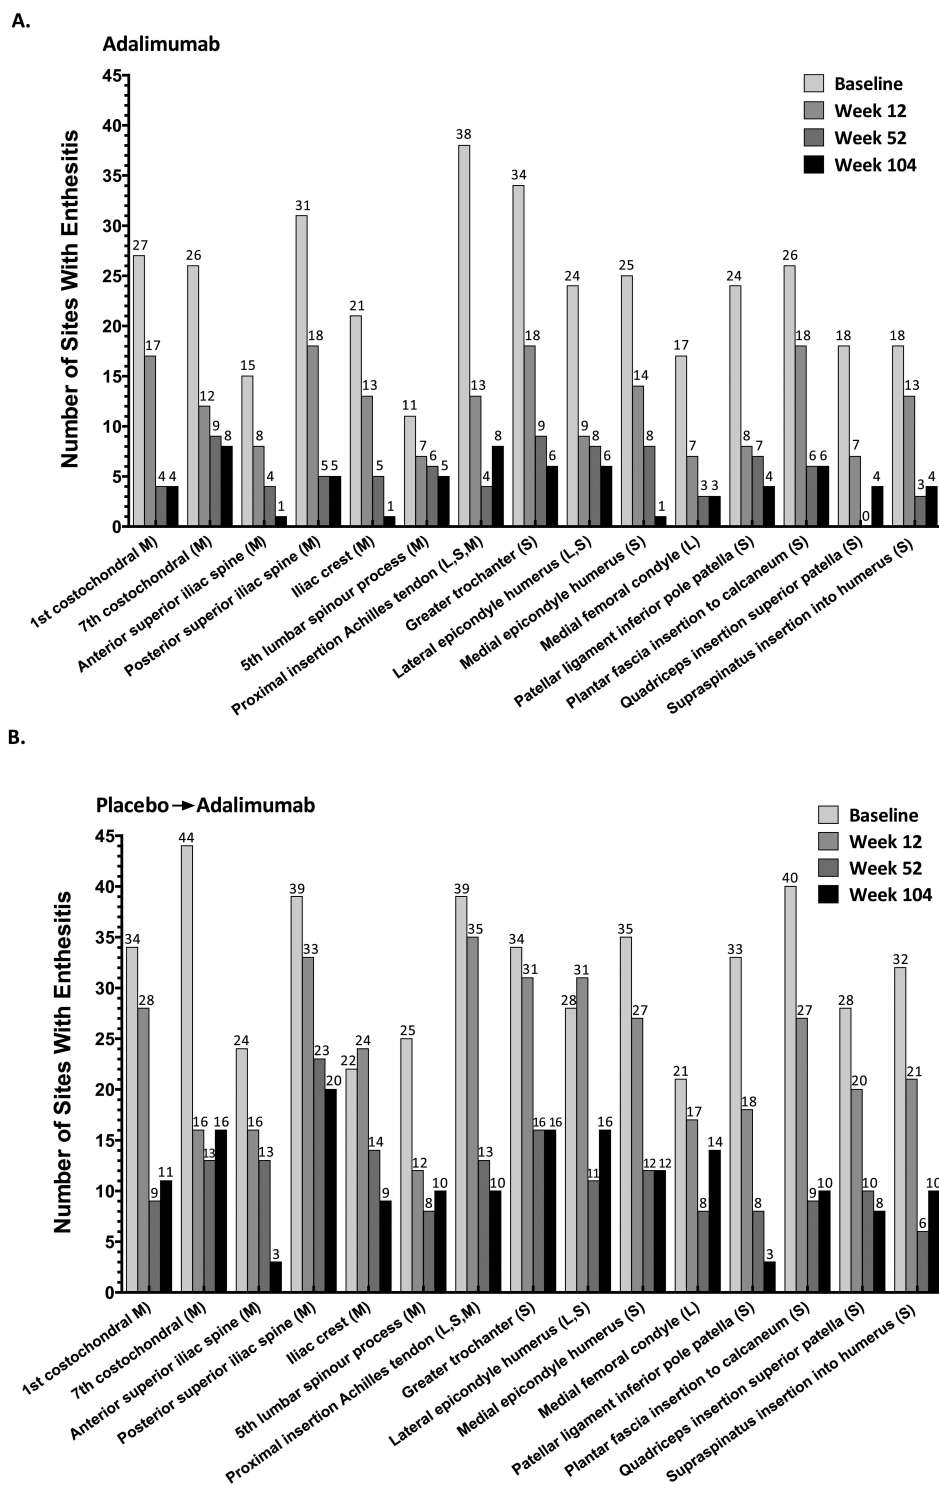 A.
Adalimumab
Number of Sites With Enthesitis
45
40
35
30
25
20
15
10
5
0
Baseline
Week 12
Week 52
Week 104
27 17 4 4
26 12 9 8
15 8 4 1
31 18 5 5
21 13 5 1
11 7 6 5
38 13 4 8
34 18 9 6
24 9 8 6
25 14 8 1
17 7 3 3
24 8 7 4
26 18 6 6
18 7 0 4
18 13 3 4
1st costochondral M)
7th costochondral (M)
Anterior superior iliac spine (M)
Posterior superior iliac spine (M)
Iliac crest (M)
5th lumbar spinour process (M)
Proximal insertion Achilles tendon (L,S,M)
Greater trochanter (S)
Lateral epicondyle humerus (L,S)
Medial epicondyle humerus (S)
Medial femoral condyle (L)
Patellar ligament inferior pole patella (S)
Plantar fascia insertion to calcaneum (S)
Quadriceps insertion superior patella (S)
Supraspinatus insertion into humerus (S)
B.
Placebo → Adalimumab
Number of Sites With Enthesitis
45
40
35
30
25
20
15
10
5
0
Baseline
Week 12
Week 52
Week 104
34 28 9 11
44 16 13 16
24 16 13 3
39 33 23 20
22 24 14 9
25 12 8 10
39 35 13 10
34 31 16 16
28 31 11 16
35 27 12 12
21 17 8 14
33 18 8 3
40 27 9 10
28 20 10 8
32 21 6 10
1st costochondral M)
7th costochondral (M)
Anterior superior iliac spine (M)
Posterior superior iliac spine (M)
Iliac crest (M)
5th lumbar spinour process (M)
Proximal insertion Achilles tendon (L,S,M)
Greater trochanter (S)
Lateral epicondyle humerus (L,S)
Medial epicondyle humerus (S)
Medial femoral condyle (L)
Patellar ligament inferior pole patella (S)
Plantar fascia insertion to calcaneum (S)
Quadriceps insertion superior patella (S)
Supraspinatus insertion into humerus (S)